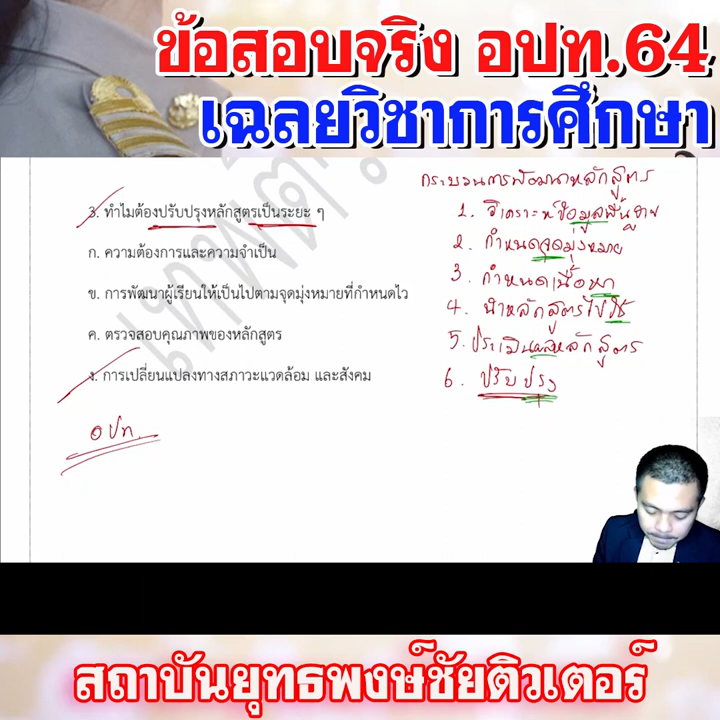 ข้อสอบจริง อปท.64
เฉลยวิชาการศึกษา
3. ทำไมต้องปรับปรุงหลักสูตรเป็นระยะ ๆ
ก. ความต้องการและความจำเป็น
ข. การพัฒนาผู้เรียนให้เป็นไปตามจุดมุ่งหมายที่กำหนดไว
ค. ตรวจสอบคุณภาพของหลักสูตร
ง. การเปลี่ยนแปลงทางสภาวะแวดล้อม และสังคม
อปท.
กระบวนการพัฒนาหลักสูตร
1. วิเคราะห์ข้อมูลพื้นฐาน
2. กำหนดจุดมุ่งหมาย
3. กำหนดเนื้อหา
4. นำหลักสูตรไปใช้
5. ประเมินผลหลักสูตร
6. ปรับปรุง
สถาบันยุทธพงษ์ชัยติวเตอร์